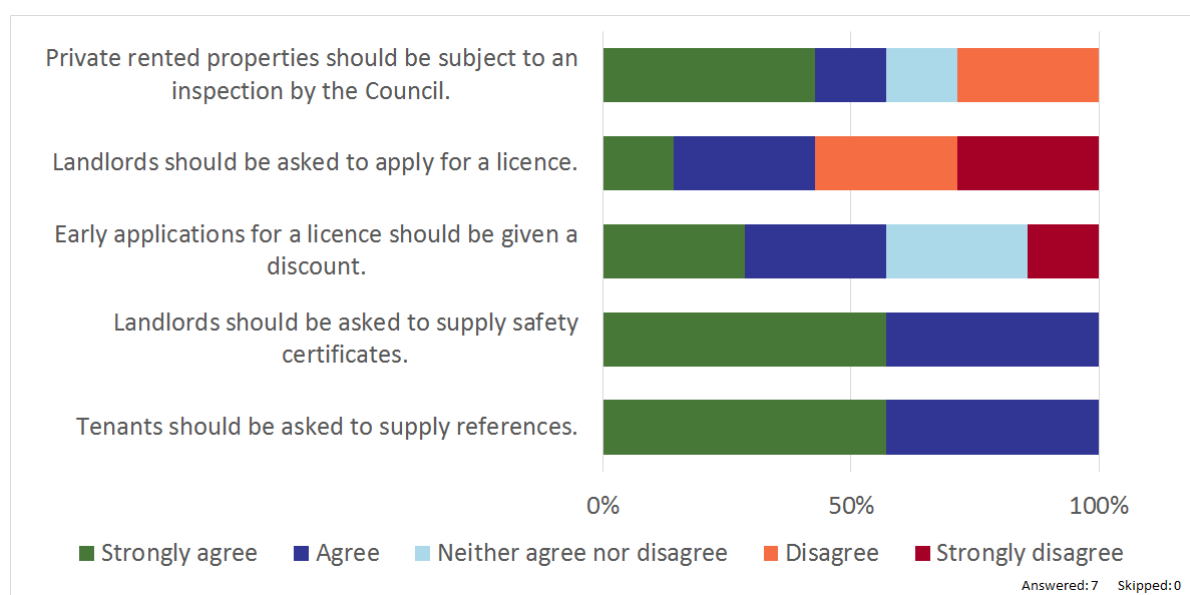 Private rented properties should be subject to an
inspection by the Council.
Landlords should be asked to apply for a licence.
Early applications for a licence should be given a
discount.
Landlords should be asked to supply safety
certificates.
Tenants should be asked to supply references.
0% 50% 100%
Strongly agree Agree Neither agree nor disagree Disagree Strongly disagree
Answered: 7 Skipped: 0